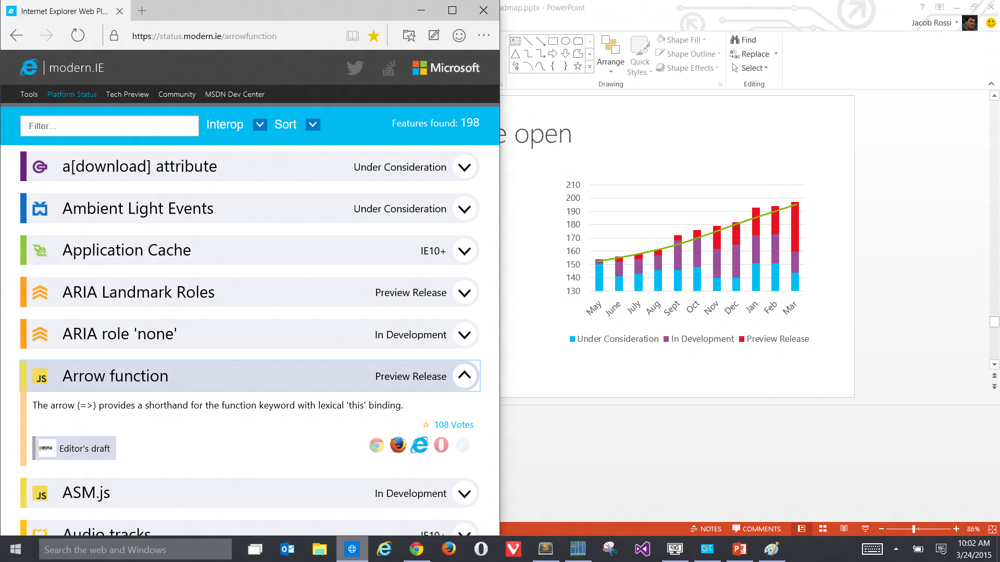 Internet Explorer Web Pl...
admap.pptx - PowerPoint
?
Jacob Rossi
https://status.modern.ie/arrowfunction
modern.IE
Microsoft
Tools Platform Status Tech Preview Community MSDN Dev Center
Filter...
Interop
Sort
Features found: 198
a[download] attribute
Under Consideration
Ambient Light Events
Under Consideration
Application Cache
IE10+
ARIA Landmark Roles
Preview Release
ARIA role 'none'
In Development
JS
Arrow function
Preview Release
The arrow (=>) provides a shorthand for the function keyword with lexical 'this' binding.
108 Votes
ecma
Editor's draft
JS
ASM.js
In Development
Audio tracks
IE10+
Arrange
Quick
Styles
Shape Fill
Shape Outline
Shape Effects
Drawing
Find
Replace
Select
Editing
e open
210
200
190
180
170
160
150
140
130
May June July Aug Sept Oct Nov Dec Jan Feb Mar
Under Consideration In Development Preview Release
NOTES
COMMENTS
86%
Search the web and Windows
10:02 AM
3/24/2015